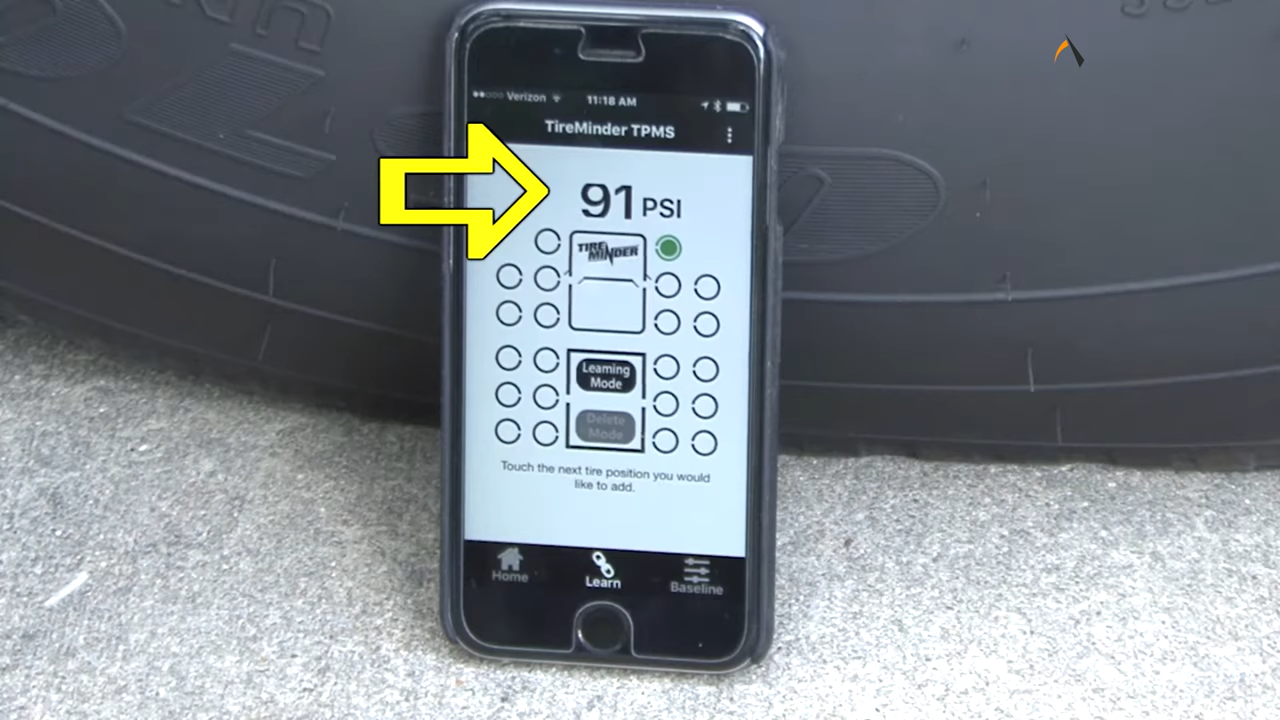 Verizon
11:18 AM
TireMinder TPMS
91 PSI
TIRE
MINDER
Learning
Mode
Delete
Mode
Touch the next tire position you would
like to add.
Home
Learn
Baseline